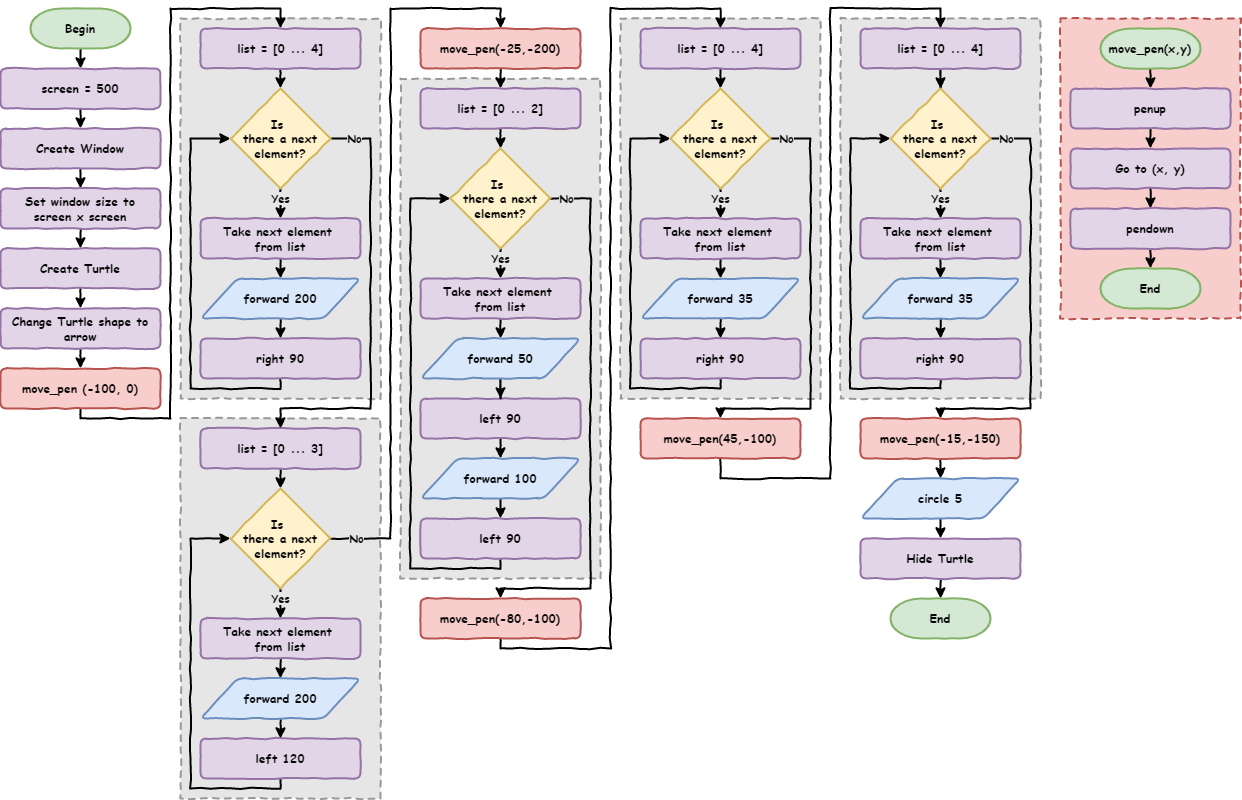 Begin
screen = 500
Create Window
Set window size to
screen x screen
Create Turtle
Change Turtle shape to
arrow
move_pen (-100, 0)
list = [0 ... 4]
Is
there a next
element?
No
Yes
Take next element
from list
forward 200
right 90
list = [0 ... 3]
Is
there a next
element?
No
Yes
Take next element
from list
forward 200
left 120
move_pen(-25,-200)
list = [0 ... 2]
Is
there a next
element?
No
Yes
Take next element
from list
forward 50
left 90
forward 100
left 90
move_pen(-80,-100)
list = [0 ... 4]
Is
there a next
element?
No
Yes
Take next element
from list
forward 35
right 90
move_pen(45,-100)
list = [0 ... 4]
Is
there a next
element?
No
Yes
Take next element
from list
forward 35
right 90
move_pen(-15,-150)
circle 5
Hide Turtle
End
move_pen(x,y)
penup
Go to (x, y)
pendown
End